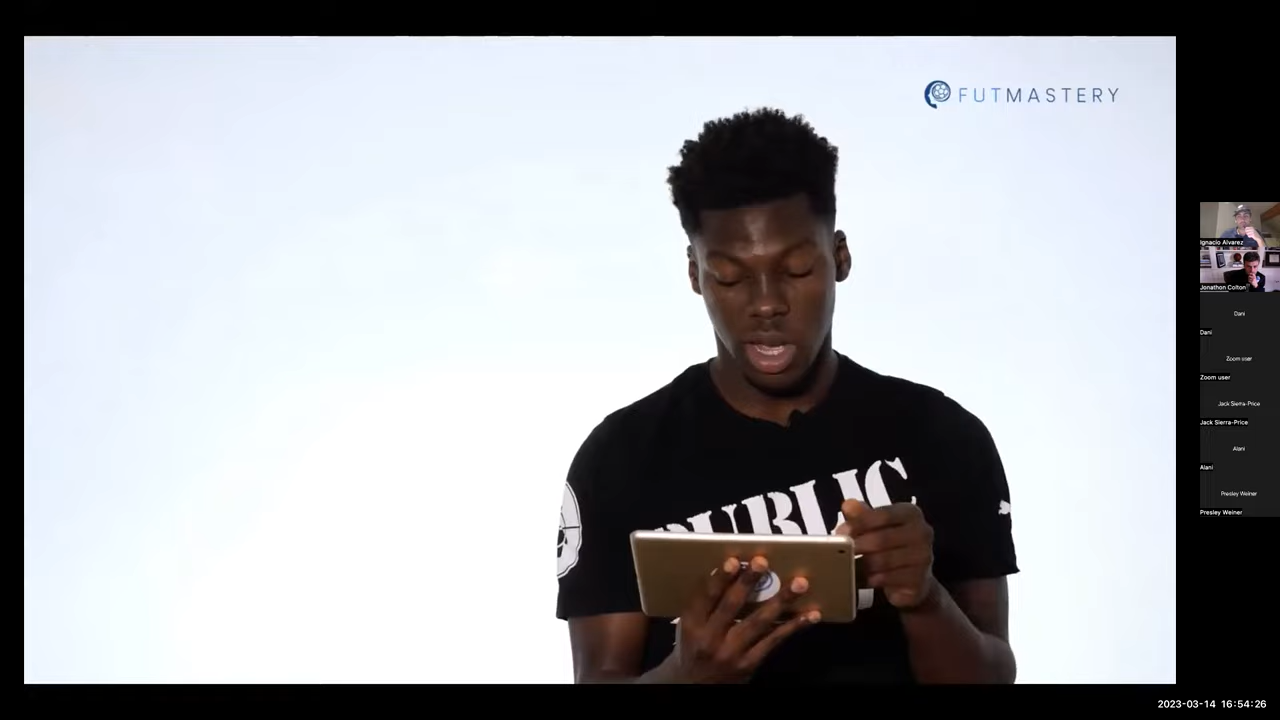 FUTMASTERY
PUBLIC
Ignacio Alvarez
Jonathon Colton
Dani
Dani
Zoom user
Zoom user
Jack Sierra-Price
Jack Sierra-Price
Alani
Alani
Presley Weiner
Presley Weiner
2023-03-14 16:54:26